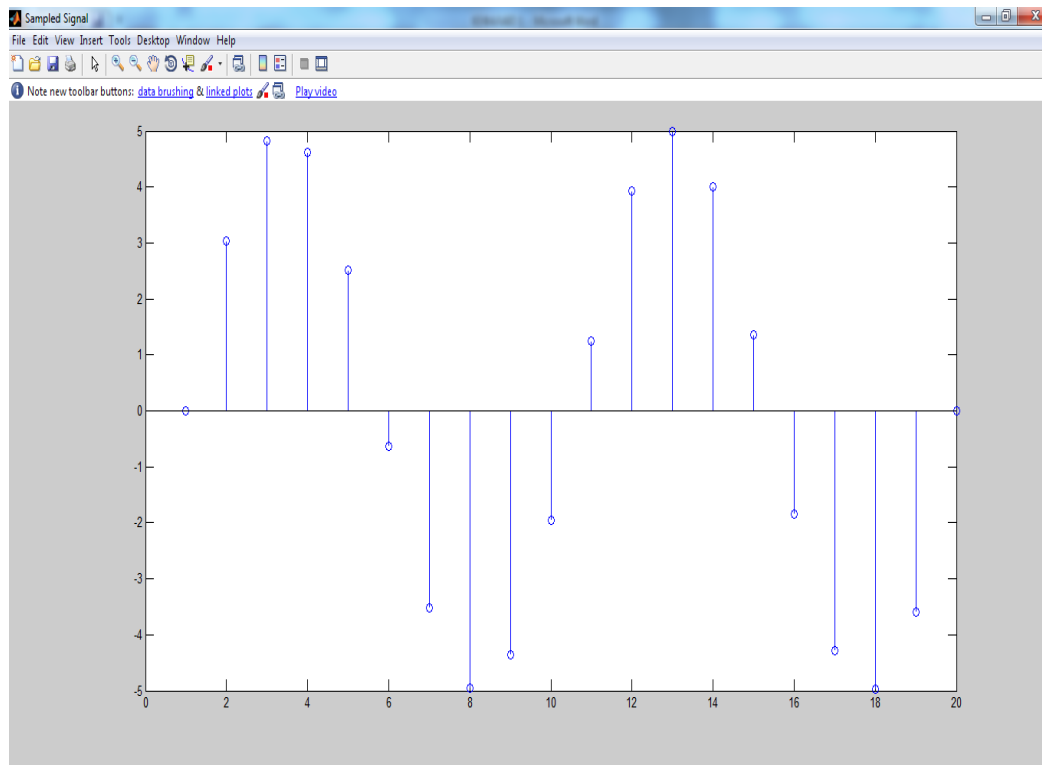 Sampled Signal
File Edit View Insert Tools Desktop Window Help
Note new toolbar buttons: data brushing & linked plots Play video
5
4
3
2
1
0
-1
-2
-3
-4
-5
0 2 4 6 8 10 12 14 16 18 20